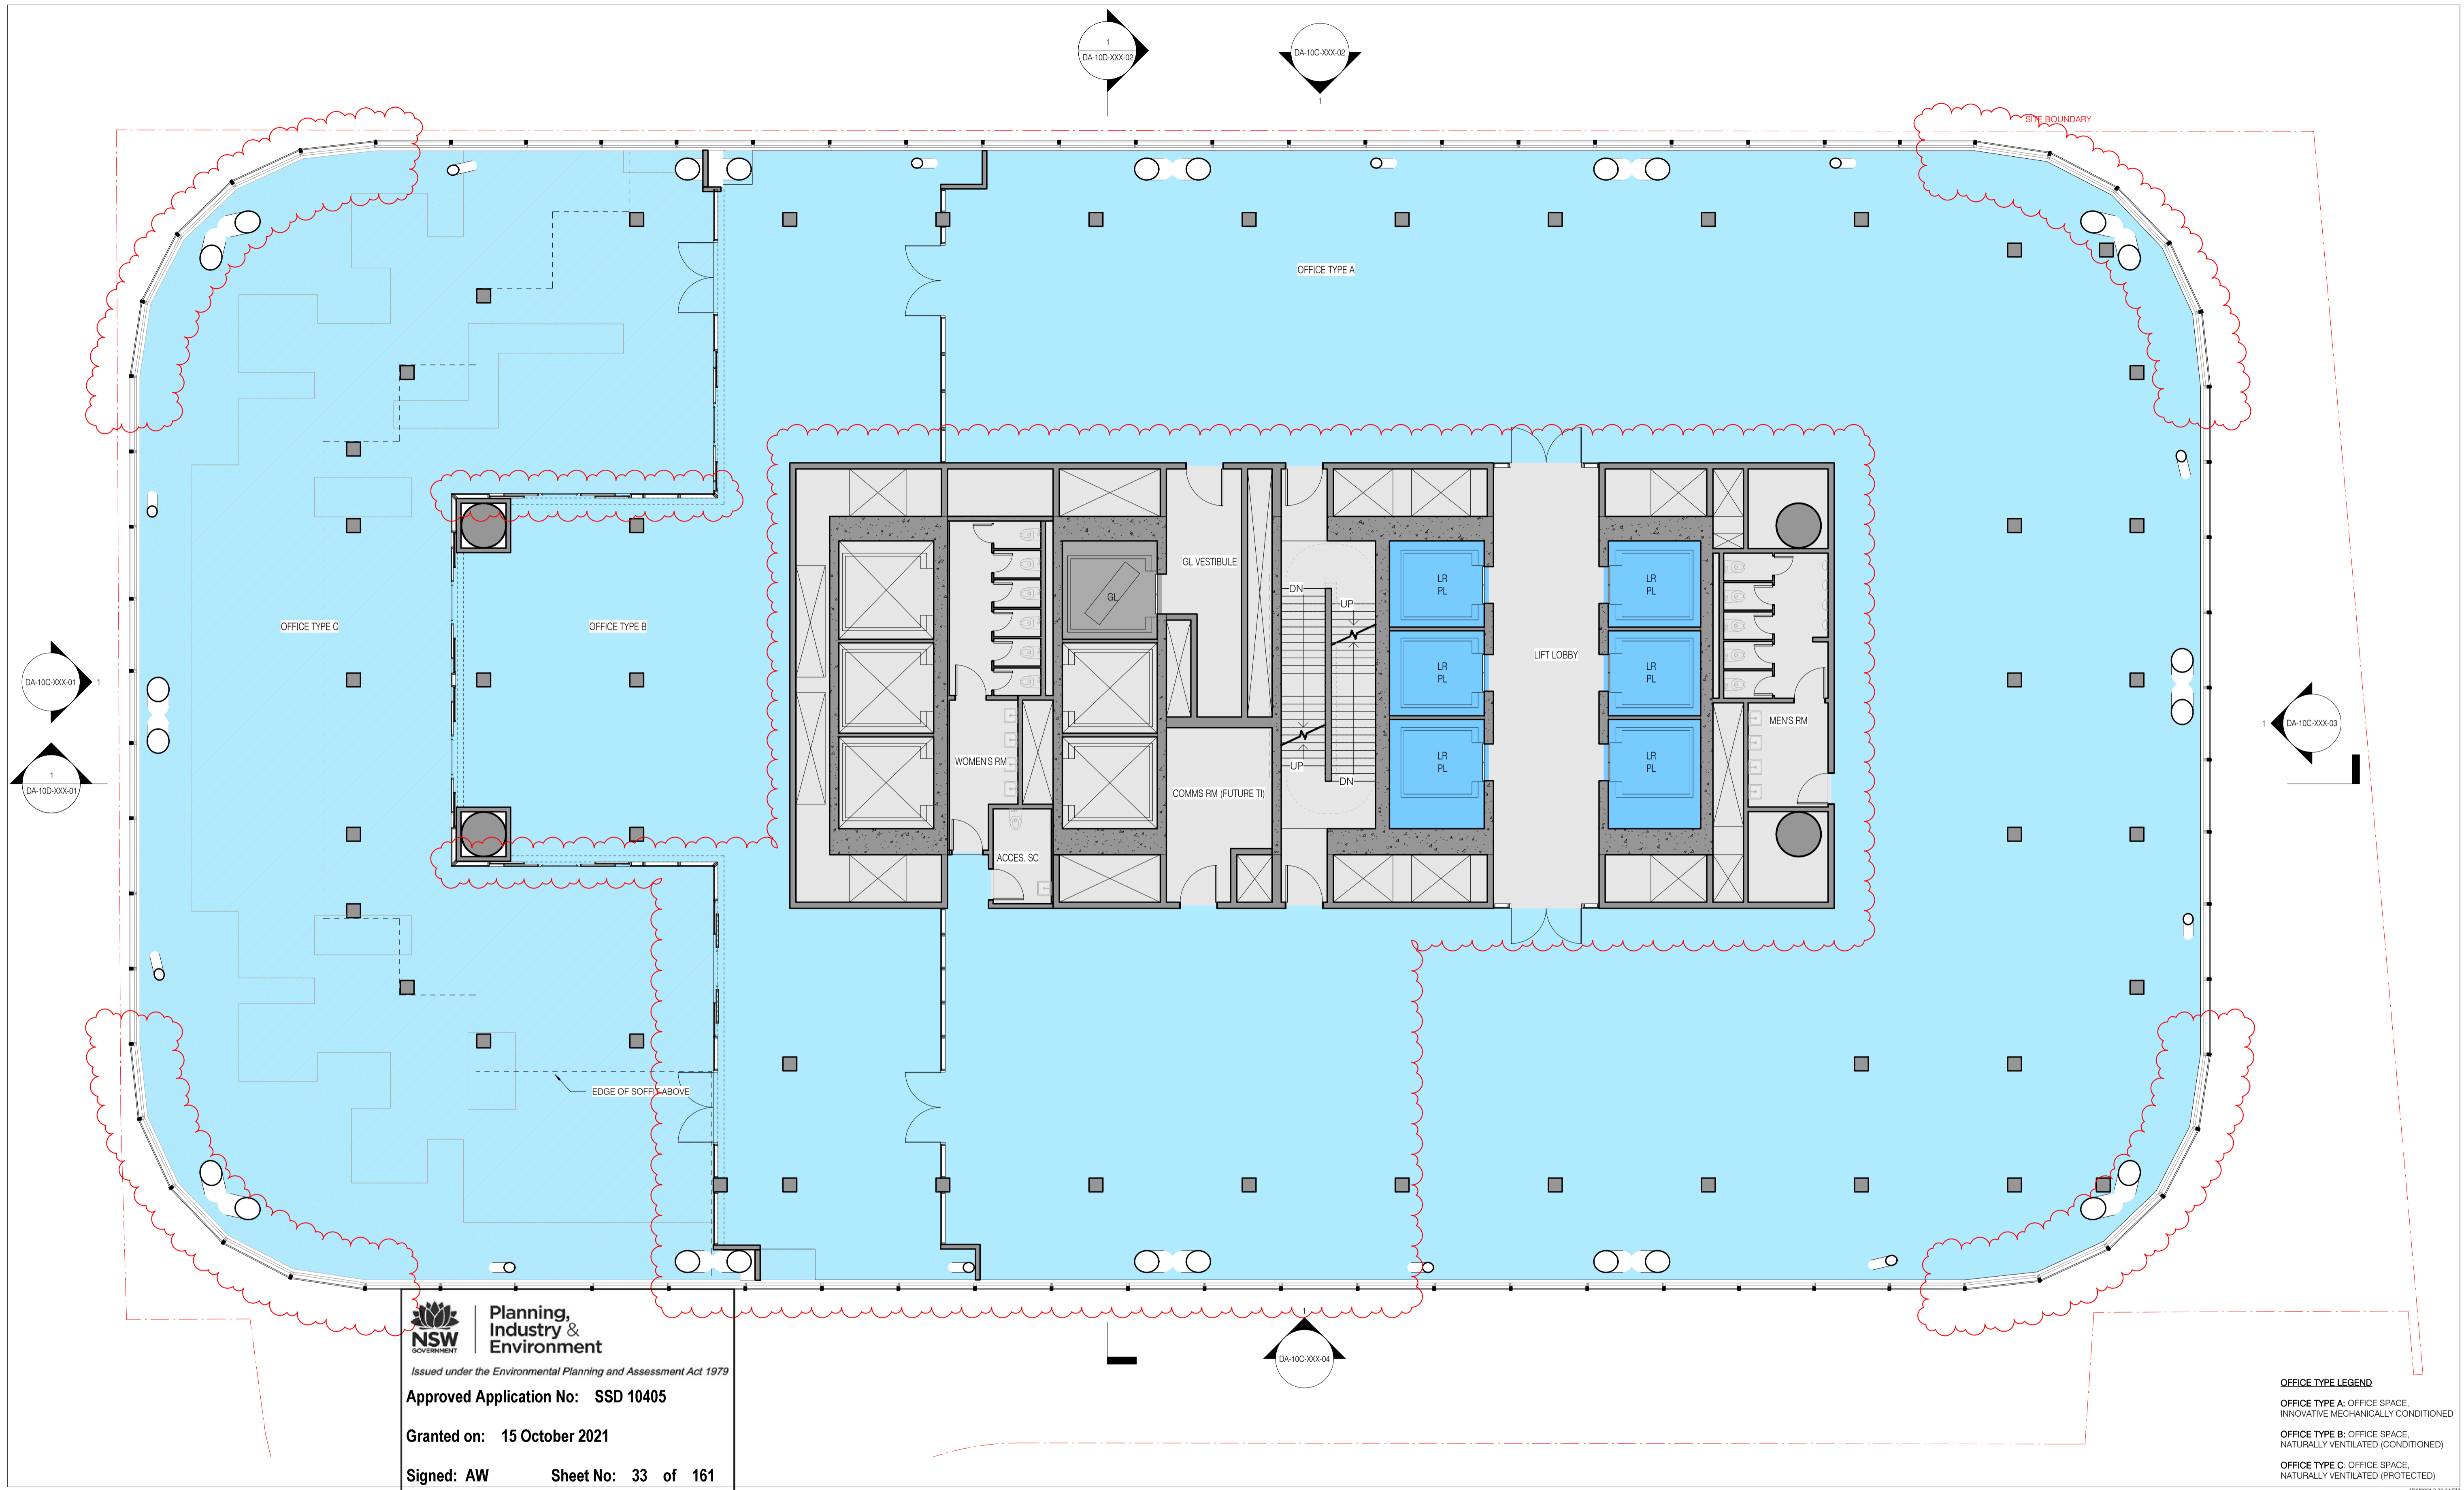 1
DA-10D-XXX-02
DA-10C-XXX-02
1
SITE BOUNDARY
OFFICE TYPE A
GL VESTIBULE
DN
UP
LR
PL
LR
PL
GL
OFFICE TYPE C
OFFICE TYPE B
LIFT LOBBY
LR
PL
LR
PL
DA-10C-XXX-01
1
MEN'S RM
1
DA-10C-XXX-03
WOMEN'S RM
LR
PL
LR
PL
UP
DN
1
DA-10D-XXX-01
COMMS RM (FUTURE TI)
ACCES. SC
EDGE OF SOFFIT ABOVE
1
DA-10C-XXX-04
NSW
GOVERNMENT
Planning,
Industry &
Environment
Issued under the Environmental Planning and Assessment Act 1979
Approved Application No: SSD 10405
Granted on: 15 October 2021
Signed: AW Sheet No: 33 of 161
OFFICE TYPE LEGEND
OFFICE TYPE A: OFFICE SPACE,
INNOVATIVE MECHANICALLY CONDITIONED
OFFICE TYPE B: OFFICE SPACE,
NATURALLY VENTILATED (CONDITIONED)
OFFICE TYPE C: OFFICE SPACE,
NATURALLY VENTILATED (PROTECTED)